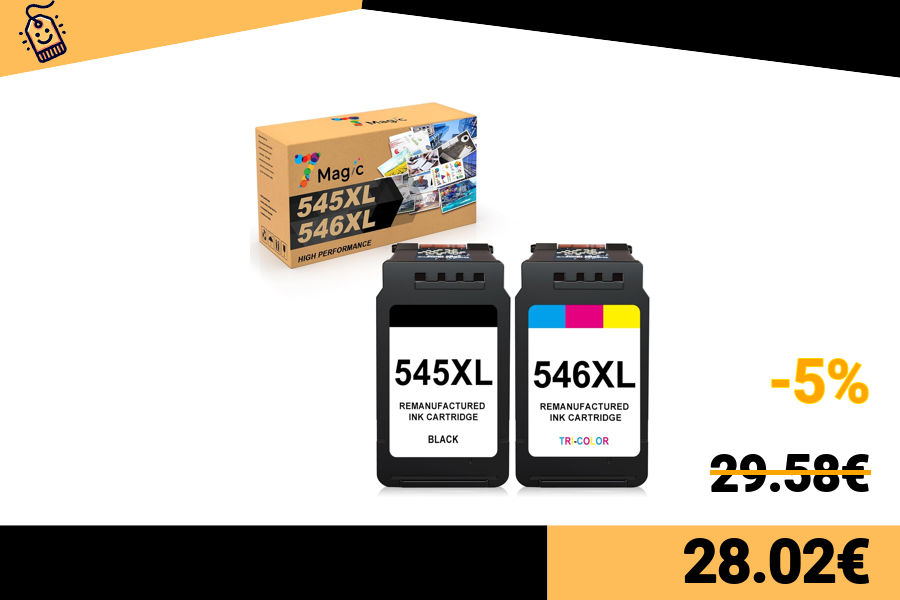 Magic
Magic
545XL
546XL
HIGH PERFORMANCE
545XL
REMANUFACTURED
INK CARTRIDGE
BLACK
546XL
REMANUFACTURED
INK CARTRIDGE
TRI-COLOR
-5%
29.58€
28.02€